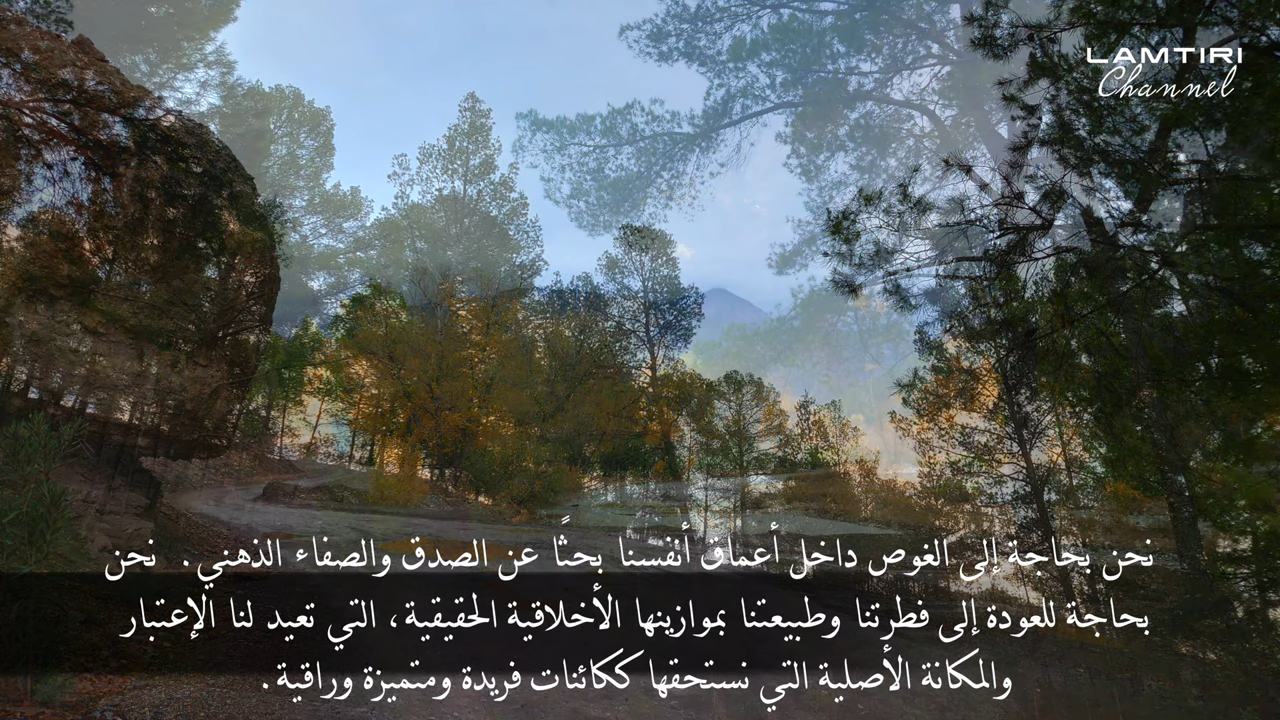 LAMTIRI
Channel
نحن بحاجة إلى الغوص داخل أعماق أنفسنا بحثًا عن الصدق والصفاء الذهني. نحن
بحاجة للعودة إلى فطرتنا وطبيعتنا بموازينها الأخلاقية الحقيقية، التي تعيد لنا الإعتبار
والمكانة الأصلية التي نستحقها ككائنات فريدة ومتميزة وراقية.